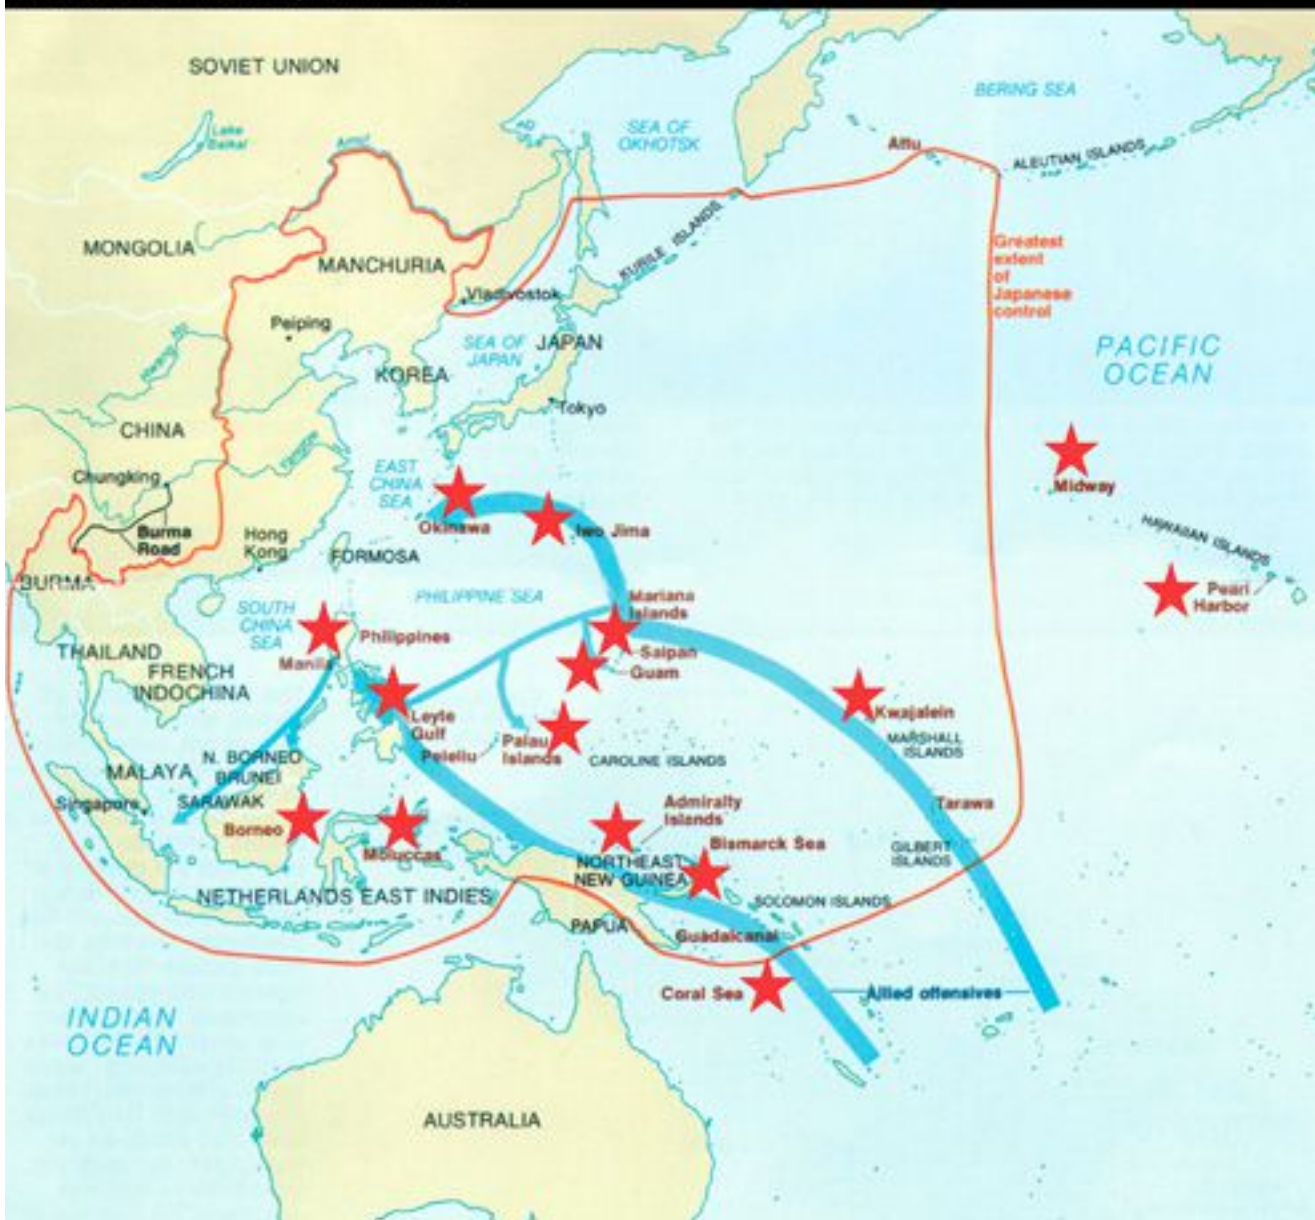 SOVIET UNION
BERING SEA
Lake
Baikal
SEA OF
OKHOTSK
Amur
Attu
ALEUTIAN ISLANDS
MONGOLIA
MANCHURIA
KURILE ISLANDS
Greatest
extent
of
Japanese
control
Vladivostok
Peiping
SEA OF
JAPAN
JAPAN
PACIFIC
OCEAN
KOREA
Tokyo
CHINA
Chungking
EAST
CHINA
SEA
Midway
Okinawa
Iwo Jima
Burma
Road
Hong
Kong
HAWAIIAN ISLANDS
FORMOSA
BURMA
PHILIPPINE SEA
Mariana
Islands
Pearl
Harbor
SOUTH
CHINA
SEA
Philippines
THAILAND
Manila
Saipan
Guam
FRENCH
INDOCHINA
Leyte
Gulf
Kwajalein
Peleliu
Palau
Islands
CAROLINE ISLANDS
MARSHALL
ISLANDS
N. BORNEO
BRUNEI
MALAYA
Singapore
SARAWAK
Borneo
Moluccas
Admiralty
Islands
Tarawa
Bismarck Sea
GILBERT
ISLANDS
NORTHEAST
NEW GUINEA
NETHERLANDS EAST INDIES
SOLOMON ISLANDS
PAPUA
Guadalcanal
Coral Sea
Allied offensives
INDIAN
OCEAN
AUSTRALIA